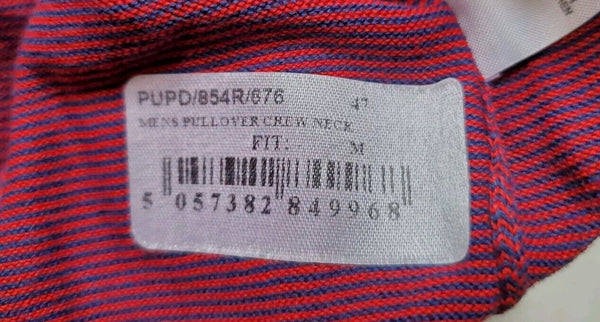 PUPD/854R/676 47
MENS PULLOVER CREW NECK
FIT: M
5 057382 849968